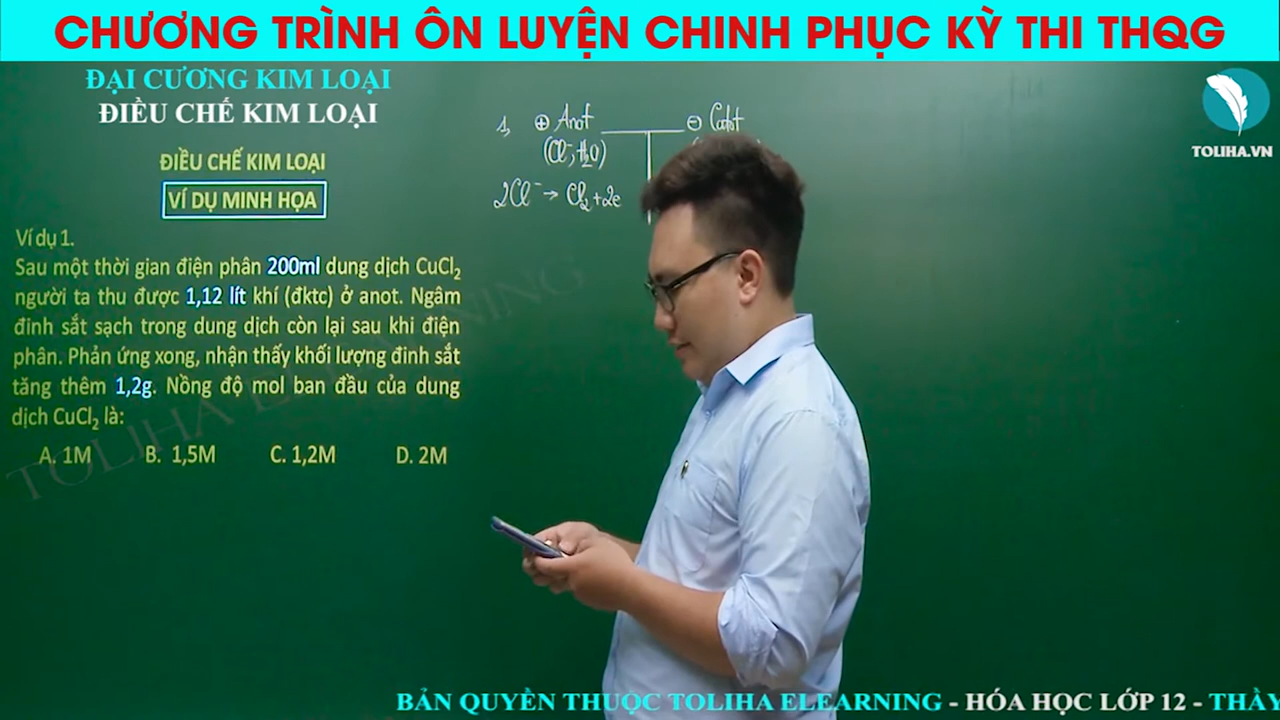 CHƯƠNG TRÌNH ÔN LUYỆN CHINH PHỤC KỲ THI THQG
ĐẠI CƯƠNG KIM LOẠI
ĐIỀU CHẾ KIM LOẠI
TOLIHA.VN
ĐIỀU CHẾ KIM LOẠI
VÍ DỤ MINH HỌA
Ví dụ 1.
Sau một thời gian điện phân 200ml dung dịch CuCl₂
người ta thu được 1,12 lít khí (đktc) ở anot. Ngâm
đinh sắt sạch trong dung dịch còn lại sau khi điện
phân. Phản ứng xong, nhận thấy khối lượng đinh sắt
tăng thêm 1,2g. Nồng độ mol ban đầu của dung
dịch CuCl₂ là:
A. 1M B. 1,5M C. 1,2M D. 2M
1, ⊕ Anot ⊖ Catot
(Cl⁻; H₂O)
2Cl⁻ → Cl₂ + 2e
TOLIHA E-LEARNING
BẢN QUYỀN THUỘC TOLIHA ELEARNING - HÓA HỌC LỚP 12 - THẦY